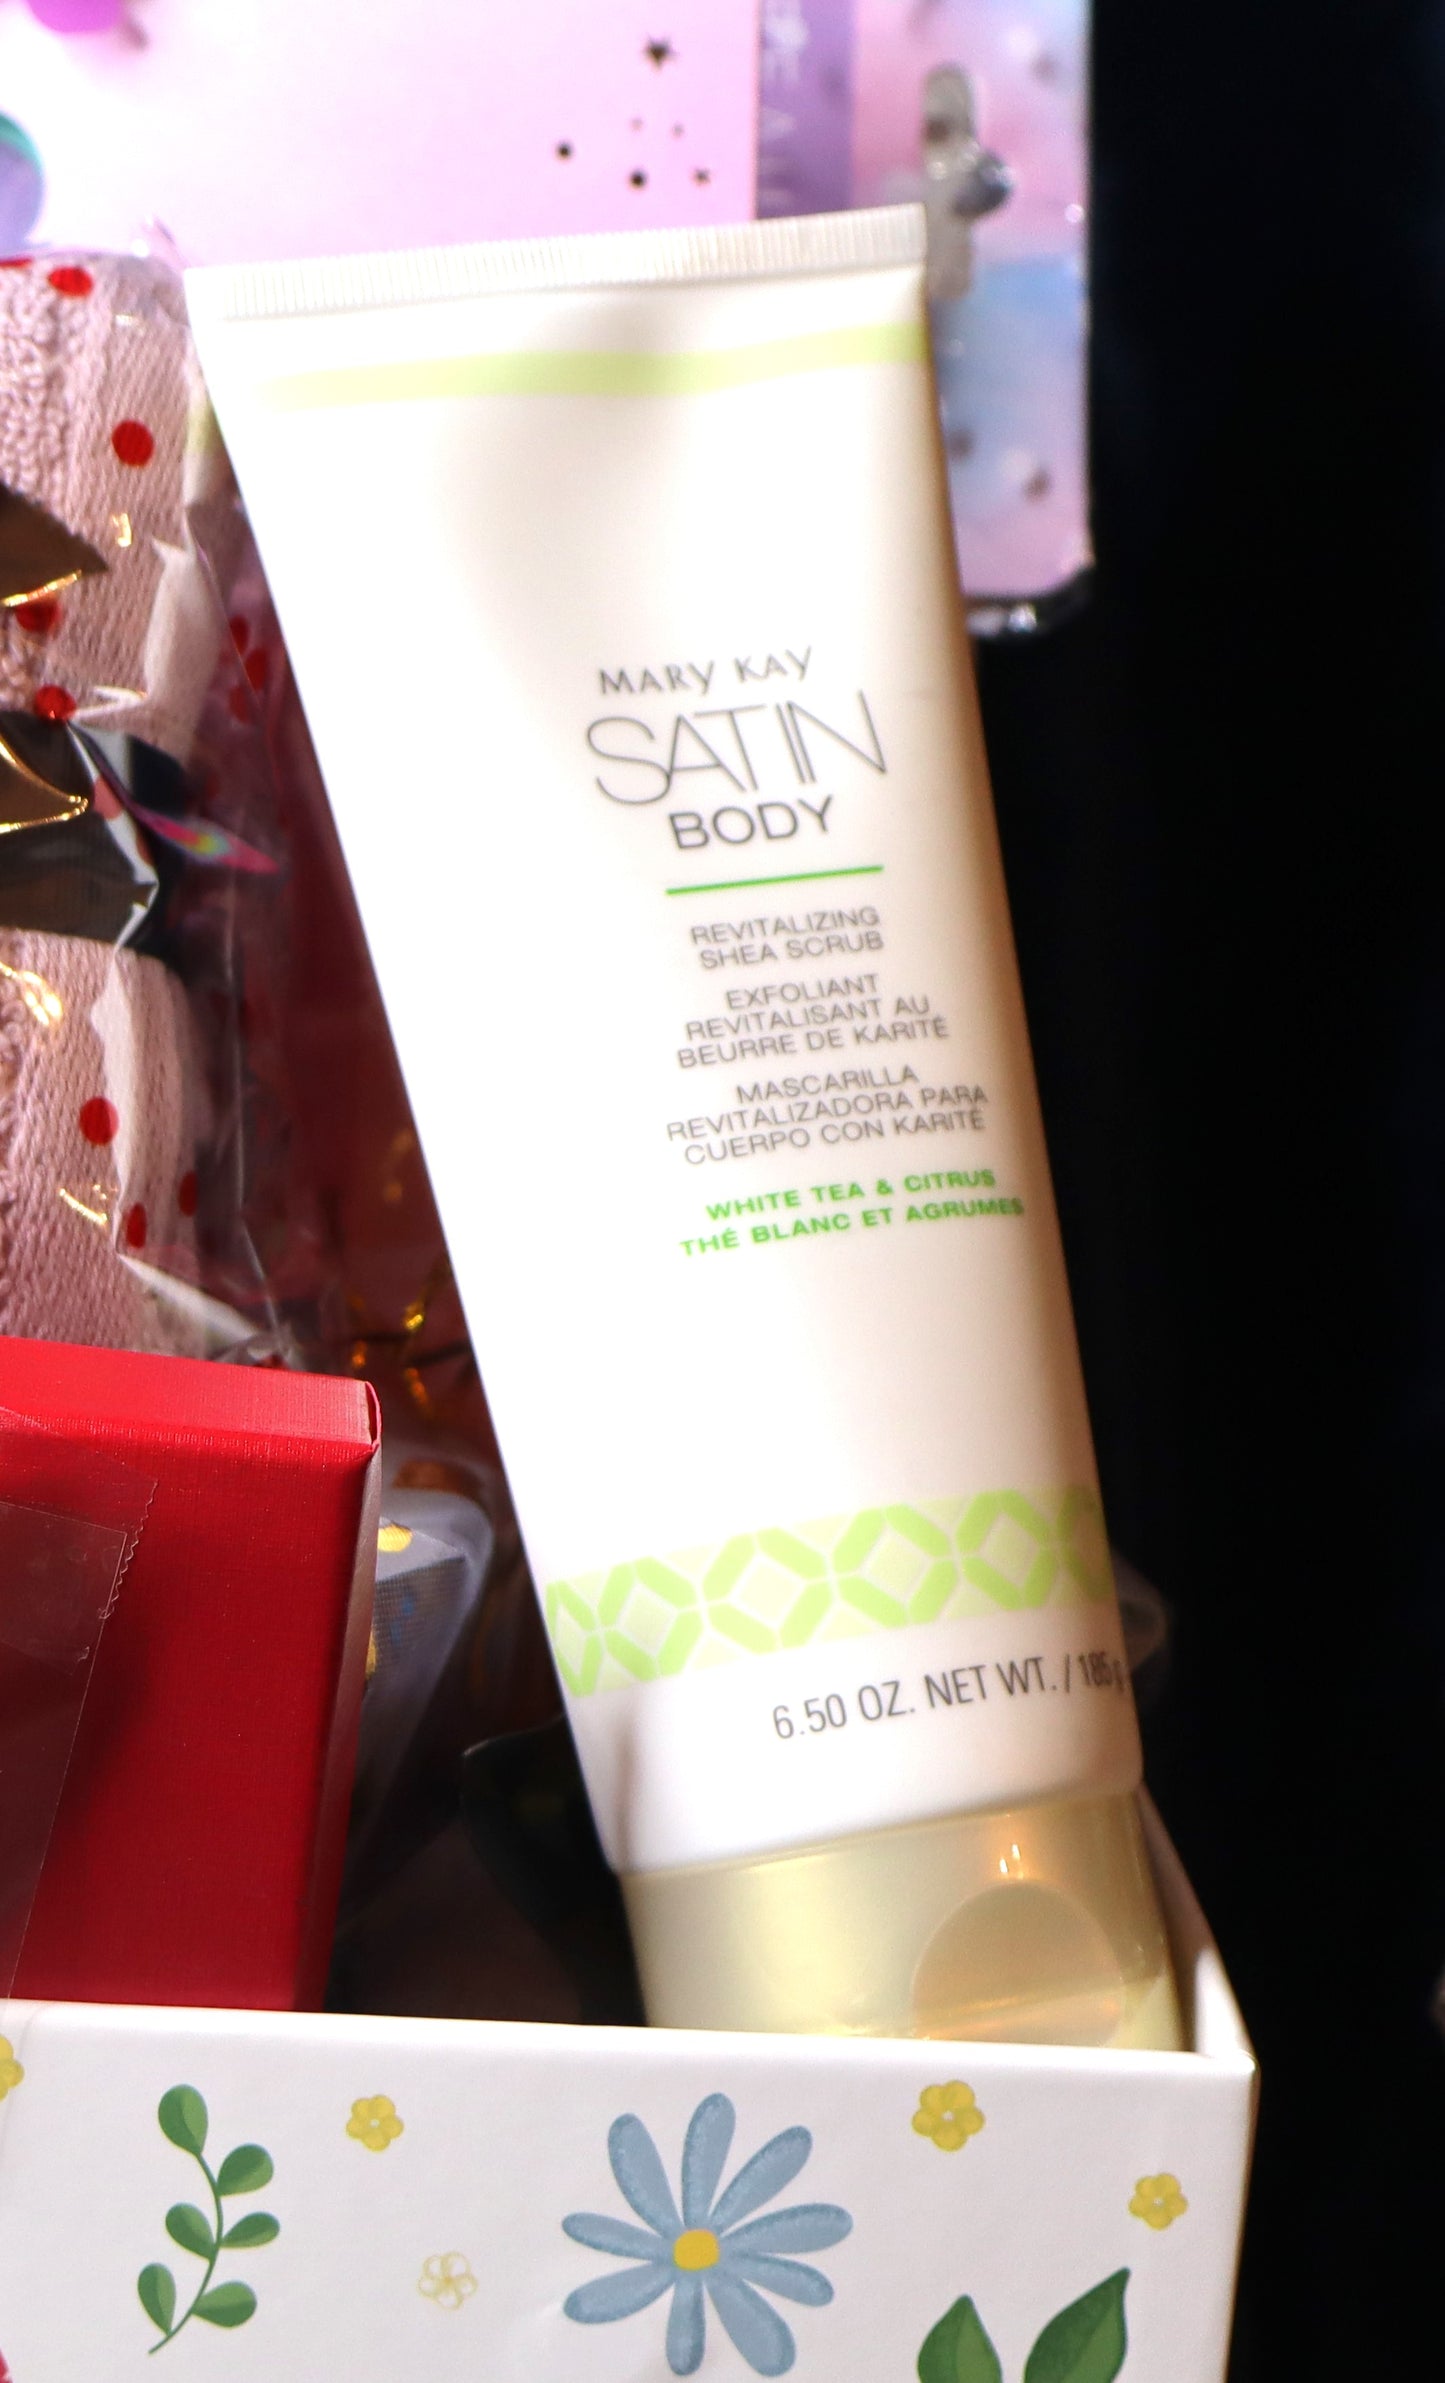 MARY KAY
SATIN
BODY
REVITALIZING
SHEA SCRUB
EXFOLIANT
REVITALISANT AU
BEURRE DE KARITÉ
MASCARILLA
REVITALIZADORA PARA
CUERPO CON KARITÉ
WHITE TEA & CITRUS
THÉ BLANC ET AGRUMES
6.50 OZ. NET WT. / 185 g